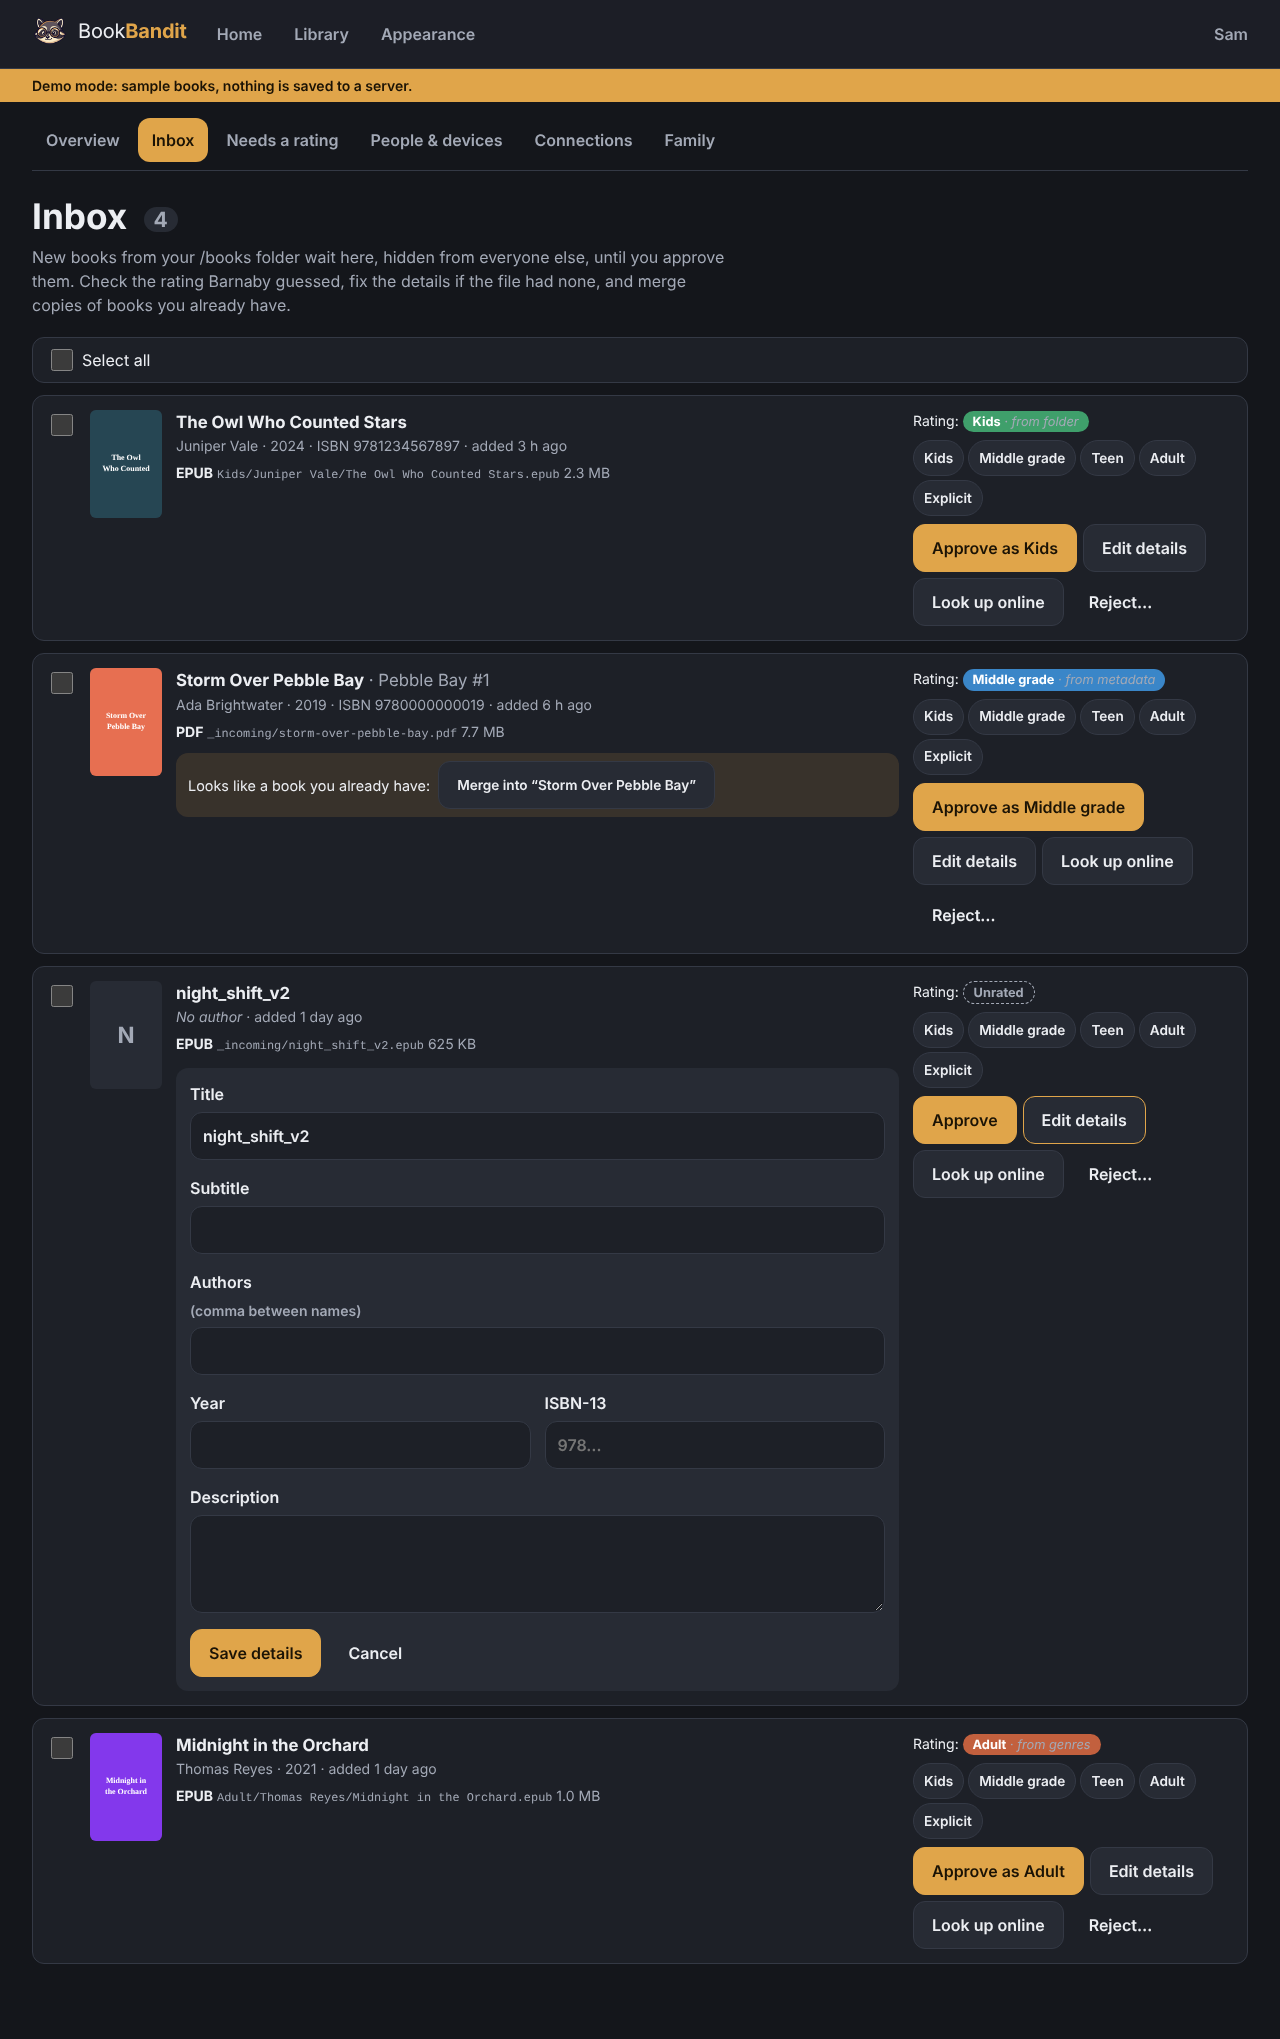 BookBandit Home Library Appearance Sam
Demo mode: sample books, nothing is saved to a server.
Overview Inbox Needs a rating People & devices Connections Family
Inbox 4
New books from your /books folder wait here, hidden from everyone else, until you approve
them. Check the rating Barnaby guessed, fix the details if the file had none, and merge
copies of books you already have.
Select all
The Owl
Who Counted
The Owl Who Counted Stars
Juniper Vale · 2024 · ISBN 9781234567897 · added 3 h ago
EPUB Kids/Juniper Vale/The Owl Who Counted Stars.epub 2.3 MB
Rating: Kids · from folder
Kids Middle grade Teen Adult
Explicit
Approve as Kids Edit details
Look up online Reject...
Storm Over
Pebble Bay
Storm Over Pebble Bay · Pebble Bay #1
Ada Brightwater · 2019 · ISBN 9780000000019 · added 6 h ago
PDF _incoming/storm-over-pebble-bay.pdf 7.7 MB
Looks like a book you already have: Merge into “Storm Over Pebble Bay”
Rating: Middle grade · from metadata
Kids Middle grade Teen Adult
Explicit
Approve as Middle grade
Edit details Look up online
Reject...
N
night_shift_v2
No author · added 1 day ago
EPUB _incoming/night_shift_v2.epub 625 KB
Title
night_shift_v2
Subtitle
Authors
(comma between names)
Year ISBN-13
978...
Description
Save details Cancel
Rating: Unrated
Kids Middle grade Teen Adult
Explicit
Approve Edit details
Look up online Reject...
Midnight in
the Orchard
Midnight in the Orchard
Thomas Reyes · 2021 · added 1 day ago
EPUB Adult/Thomas Reyes/Midnight in the Orchard.epub 1.0 MB
Rating: Adult · from genres
Kids Middle grade Teen Adult
Explicit
Approve as Adult Edit details
Look up online Reject...